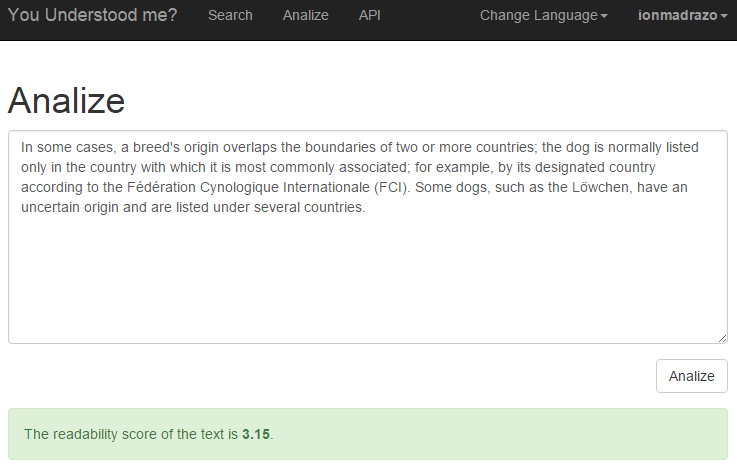 You Understood me? Search Analize API Change Language ionmadrazo
Analize
In some cases, a breed's origin overlaps the boundaries of two or more countries; the dog is normally listed
only in the country with which it is most commonly associated; for example, by its designated country
according to the Fédération Cynologique Internationale (FCI). Some dogs, such as the Löwchen, have an
uncertain origin and are listed under several countries.
Analize
The readability score of the text is 3.15.